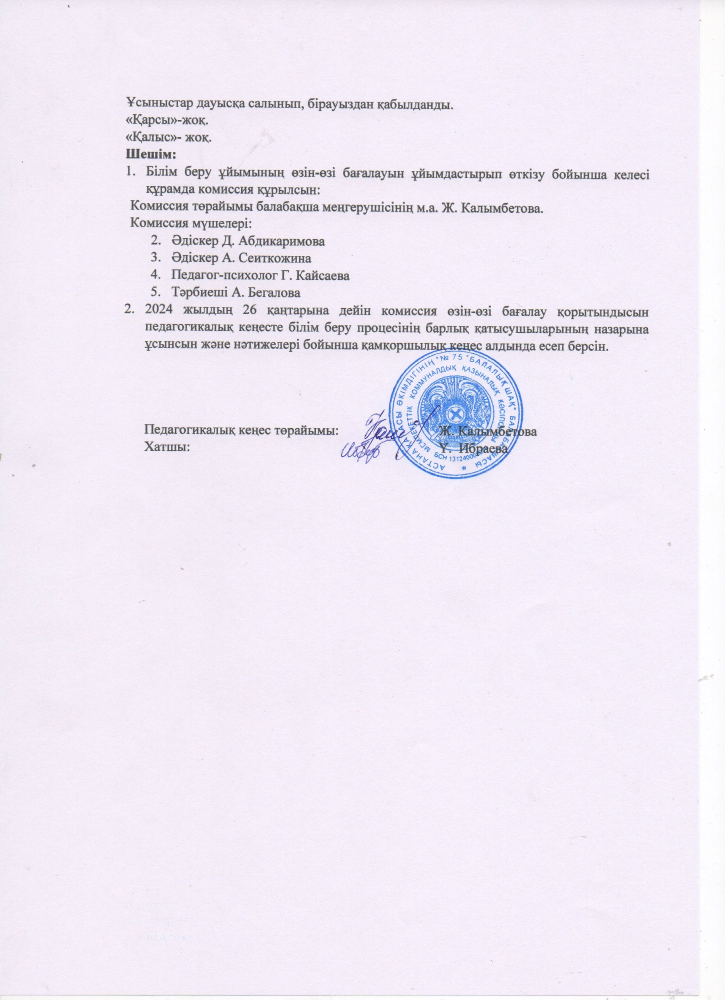 Ұсыныстар дауысқа салынып, бірауыздан қабылданды.
«Қарсы»-жоқ.
«Қалыс»- жоқ.
Шешім:
1. Білім беру ұйымының өзін-өзі бағалауын ұйымдастырып өткізу бойынша келесі
құрамда комиссия құрылсын:
Комиссия төрайымы балабақша меңгерушісінің м.а. Ж. Калымбетова.
Комиссия мүшелері:
2. Әдіскер Д. Абдикаримова
3. Әдіскер А. Сеиткожина
4. Педагог-психолог Г. Кайсаева
5. Тәрбиеші А. Бегалова
2. 2024 жылдың 26 қаңтарына дейін комиссия өзін-өзі бағалау қорытындысын
педагогикалық кеңесте білім беру процесінің барлық қатысушыларының назарына
ұсынсын және нәтижелері бойынша қамқоршылық кеңес алдында есеп берсін.
АСТАНА ҚАЛАСЫ ӘКІМДІГІНІҢ "№ 75 "БАЛАЛЫҚ ШАҚ" БАЛАБАҚШАСЫ
МЕМЛЕКЕТТІК КОММУНАЛДЫҚ ҚАЗЫНАЛЫҚ КӘСІПОРНЫ
БСН
Педагогикалық кеңес төрайымы: Ж. Калымбетова
Хатшы: Ү. Ибраева